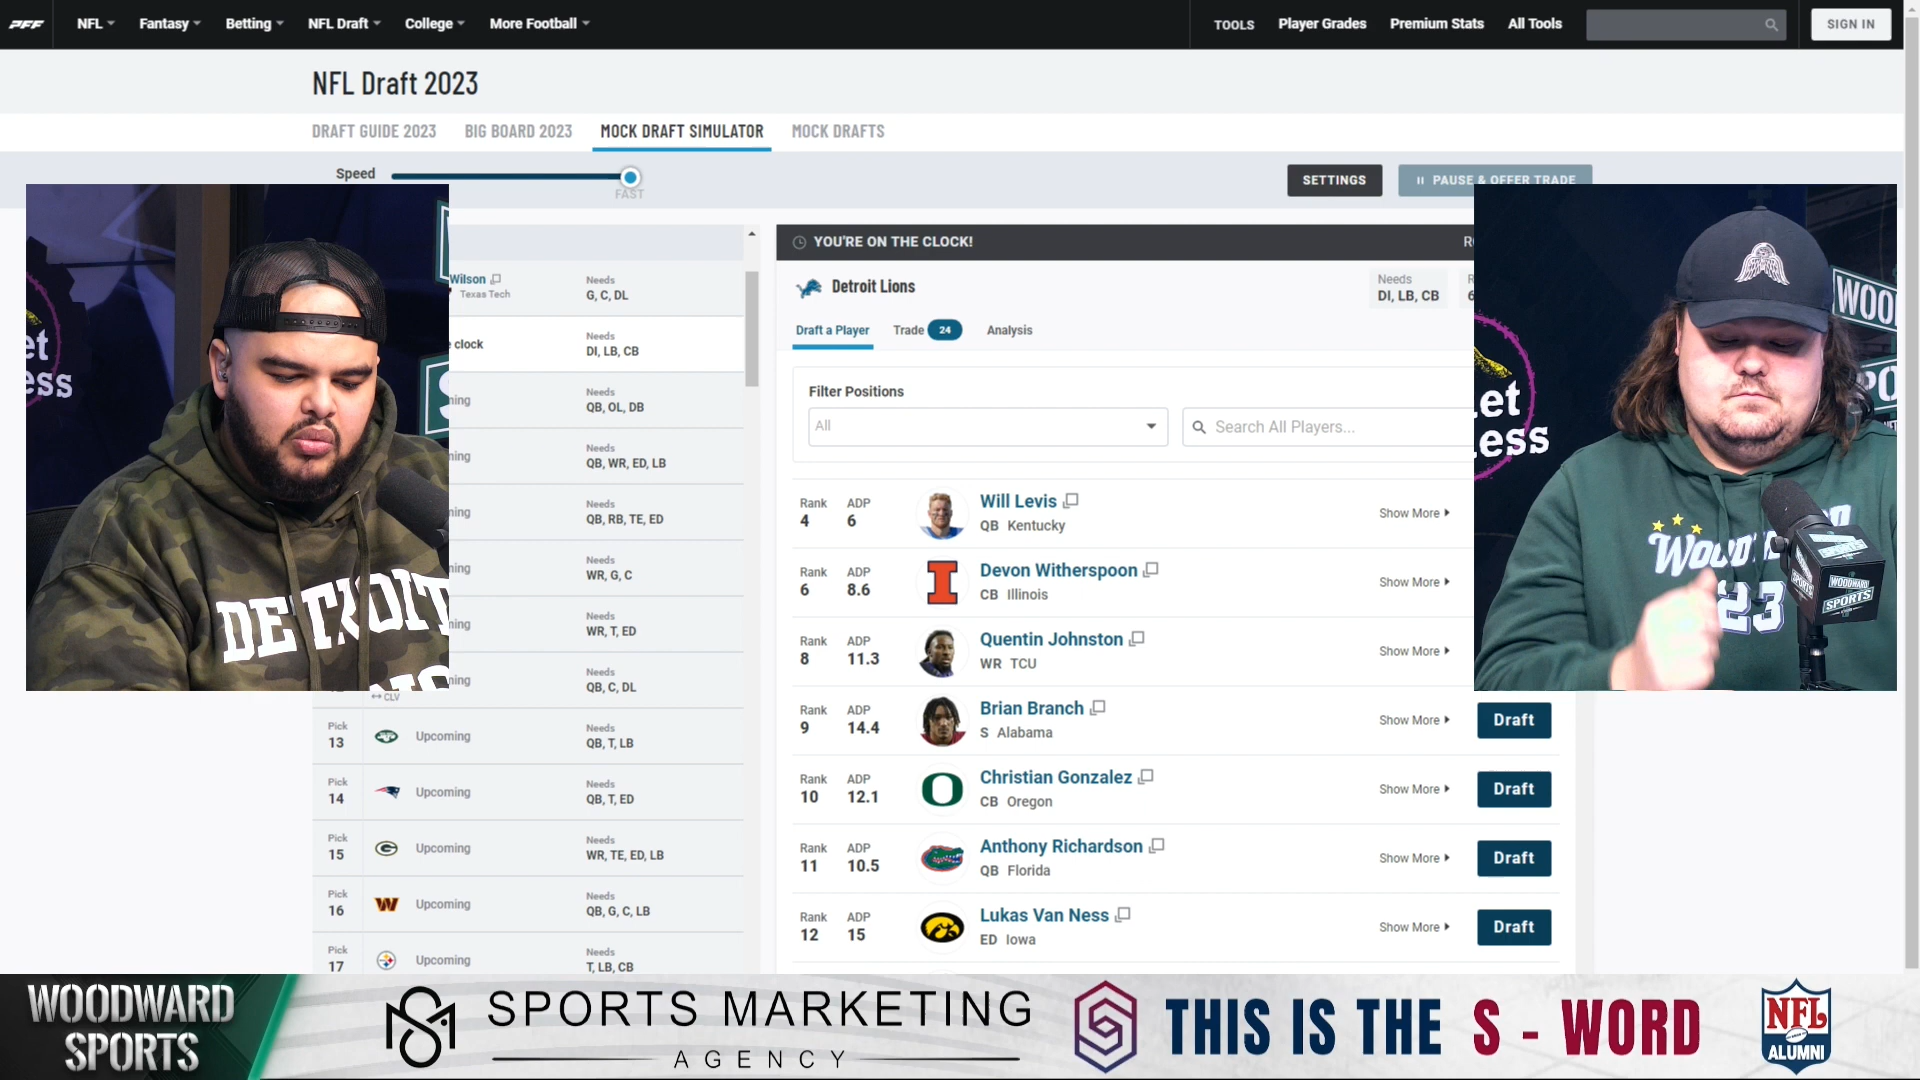 PFF
NFL
Fantasy
Betting
NFL Draft
College
More Football
TOOLS
Player Grades
Premium Stats
All Tools
SIGN IN
NFL Draft 2023
DRAFT GUIDE 2023
BIG BOARD 2023
MOCK DRAFT SIMULATOR
MOCK DRAFTS
Speed
FAST
SETTINGS
PAUSE & OFFER TRADE
Wilson
Texas Tech
Needs
G, C, DL
clock
Needs
DI, LB, CB
Needs
QB, OL, DB
Needs
QB, WR, ED, LB
Needs
QB, RB, TE, ED
Needs
WR, G, C
Needs
WR, T, ED
CLV
Needs
QB, C, DL
Pick
13
Upcoming
Needs
QB, T, LB
Pick
14
Upcoming
Needs
QB, T, ED
Pick
15
Upcoming
Needs
WR, TE, ED, LB
Pick
16
Upcoming
Needs
QB, G, C, LB
Pick
17
Upcoming
Needs
T, LB, CB
YOU'RE ON THE CLOCK!
Detroit Lions
Needs
DI, LB, CB
Draft a Player
Trade 24
Analysis
Filter Positions
All
Search All Players...
Rank ADP
4 6
Will Levis
QB Kentucky
Show More
Rank ADP
6 8.6
Devon Witherspoon
CB Illinois
Show More
Rank ADP
8 11.3
Quentin Johnston
WR TCU
Show More
Rank ADP
9 14.4
Brian Branch
S Alabama
Show More
Draft
Rank ADP
10 12.1
Christian Gonzalez
CB Oregon
Show More
Draft
Rank ADP
11 10.5
Anthony Richardson
QB Florida
Show More
Draft
Rank ADP
12 15
Lukas Van Ness
ED Iowa
Show More
Draft
et
ess
DETROIT
WOO
et
ess
23
WOODWARD
SPORTS
WOODWARD
SPORTS
SPORTS MARKETING
AGENCY
THIS IS THE S - WORD
NFL
ALUMNI